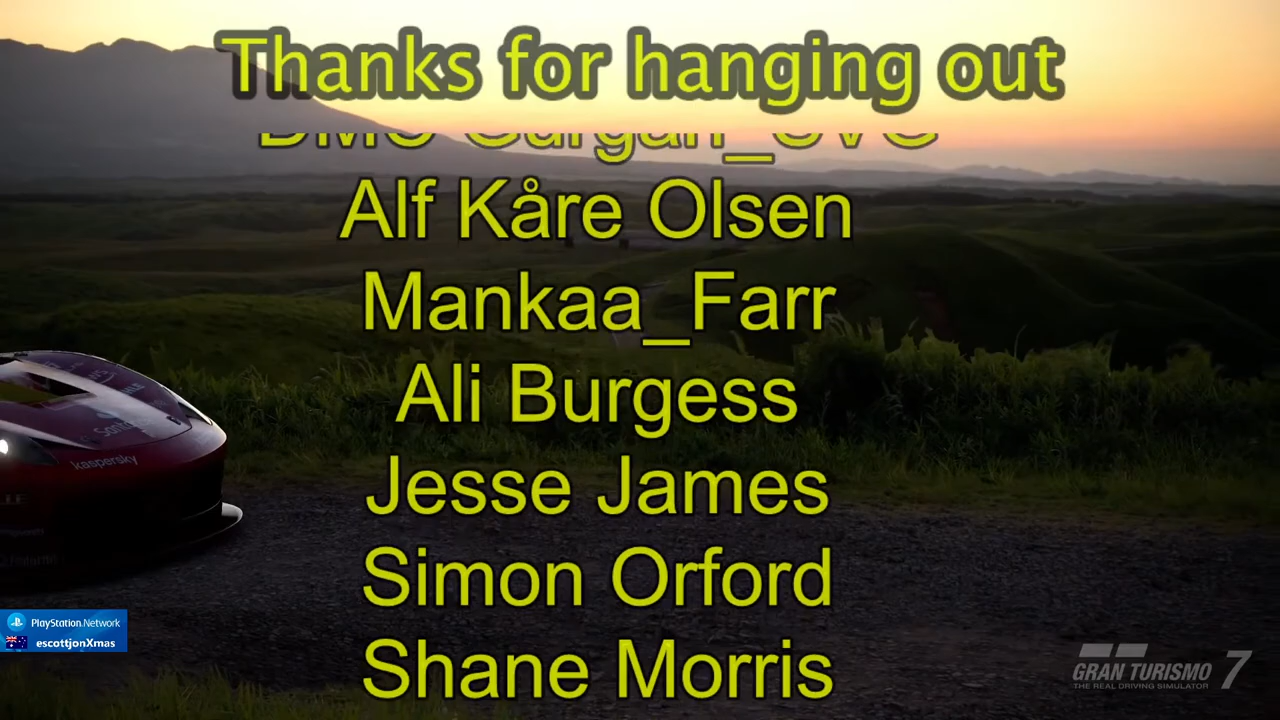 Thanks for hanging out
Alf Kåre Olsen
Mankaa_Farr
Ali Burgess
Jesse James
kaspersky
Simon Orford
PlayStation Network
escottjonXmas
Shane Morris
GRAN TURISMO 7
THE REAL DRIVING SIMULATOR